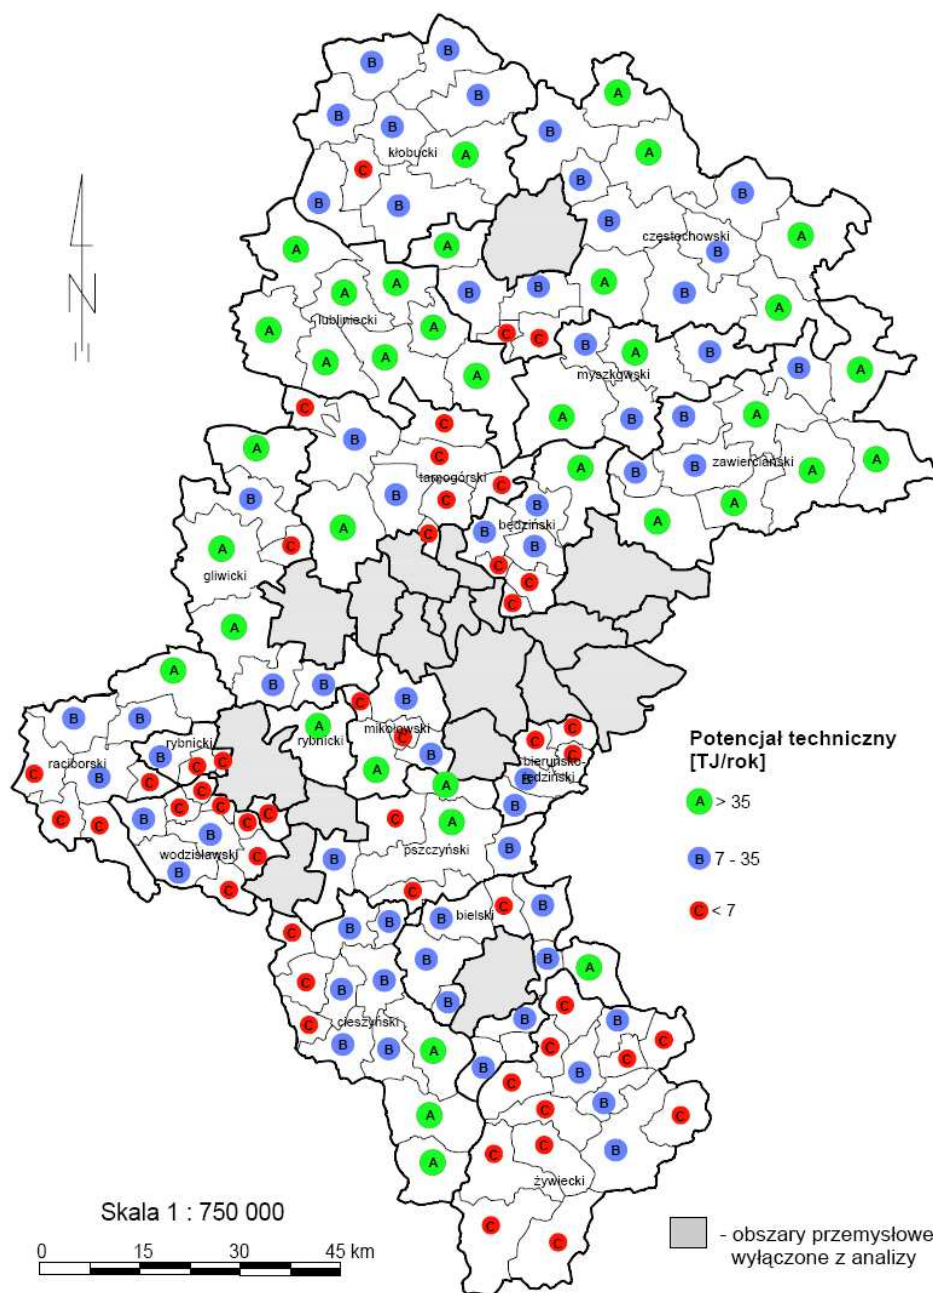 B
B
B
A
B
B
B
B
A
A
kłobucki
C
B
B
B
B
B
częstochowski
A
A
B
A
A
A
A
B
B
A
B
A
lubliniecki
A
A
C
C
A
A
A
B
A
myszkowski
B
B
A
A
C
B
A
B
B
A
C
B
A
C
tarnogórski
A
B
B
zawierciański
A
A
B
B
C
C
A
A
A
B
będziński
B
C
B
A
C
gliwicki
C
C
C
A
A
B
B
C
B
B
B
A
mikołowski
rybnicki
C
C
rybnicki
B
C
C
C
B
C
bieruńsko-
lędziński
raciborski
C
B
C
A
A
B
C
C
C
C
B
C
C
C
C
C
B
B
C
A
wodzisławski
B
C
B
pszczyński
B
B
C
C
B
B
B
bielski
C
B
C
B
B
A
C
B
B
B
C
C
cieszyński
B
B
B
A
C
C
C
B
B
C
B
A
C
B
C
A
C
C
B
żywiecki
C
C
N
Potencjał techniczny
[TJ/rok]
A > 35
B 7 - 35
C < 7
Skala 1 : 750 000
0 15 30 45 km
- obszary przemysłowe
wyłączone z analizy